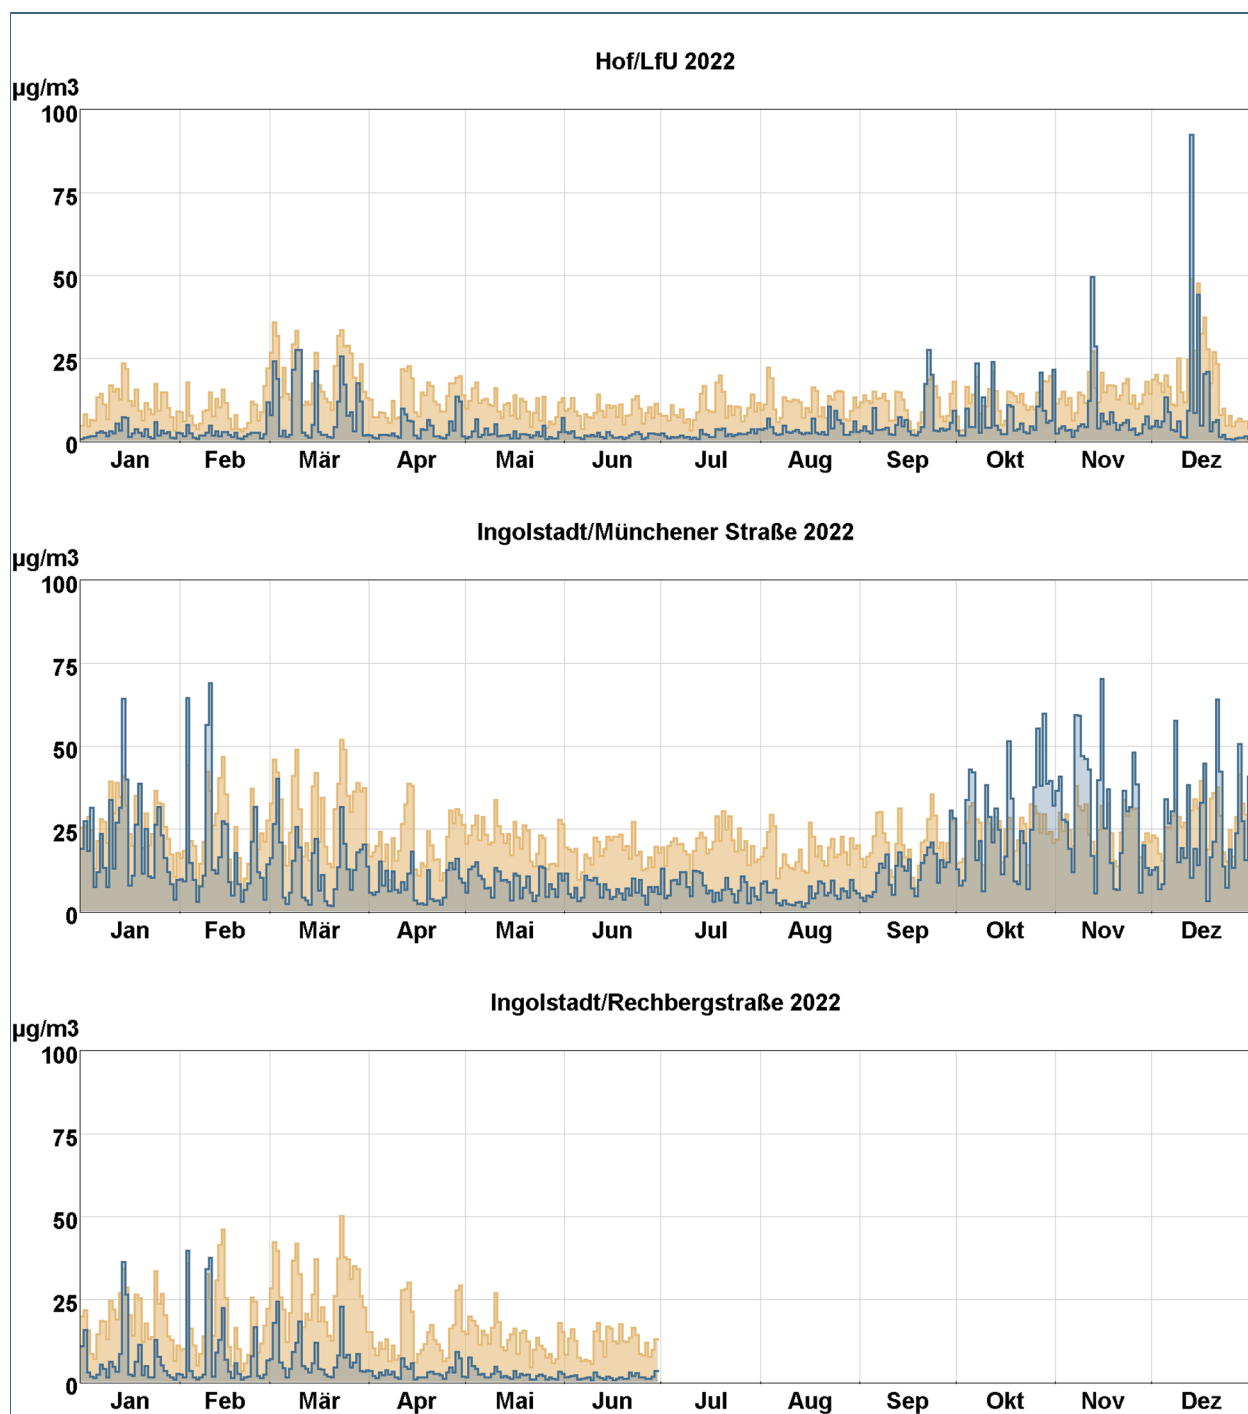 Hof/LfU 2022
µg/m3
100
75
50
25
0
Jan Feb Mär Apr Mai Jun Jul Aug Sep Okt Nov Dez
Ingolstadt/Münchener Straße 2022
µg/m3
100
75
50
25
0
Jan Feb Mär Apr Mai Jun Jul Aug Sep Okt Nov Dez
Ingolstadt/Rechbergstraße 2022
µg/m3
100
75
50
25
0
Jan Feb Mär Apr Mai Jun Jul Aug Sep Okt Nov Dez